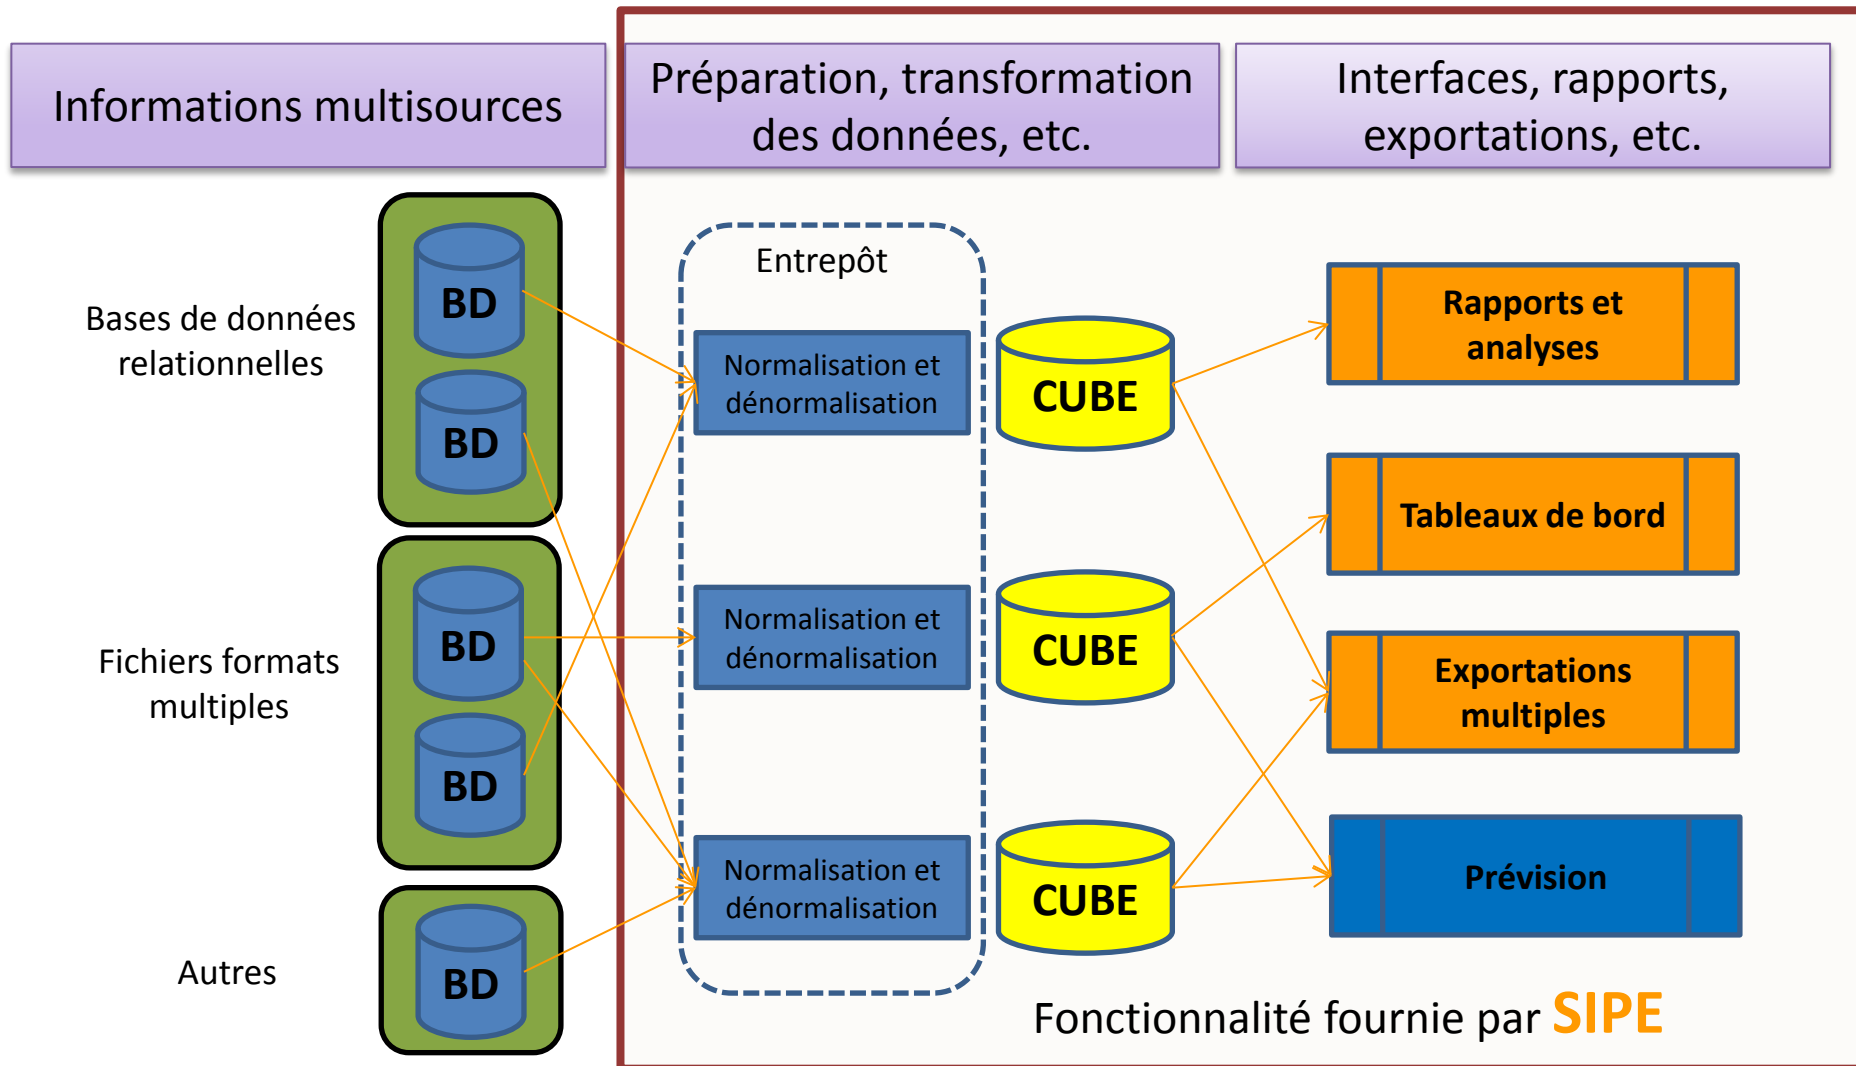 Informations multisources
Préparation, transformation
des données, etc.
Interfaces, rapports,
exportations, etc.
Bases de données
relationnelles
BD
BD
Fichiers formats
multiples
BD
BD
Autres
BD
Entrepôt
Normalisation et
dénormalisation
Normalisation et
dénormalisation
Normalisation et
dénormalisation
CUBE
CUBE
CUBE
Rapports et
analyses
Tableaux de bord
Exportations
multiples
Prévision
Fonctionnalité fournie par SIPE